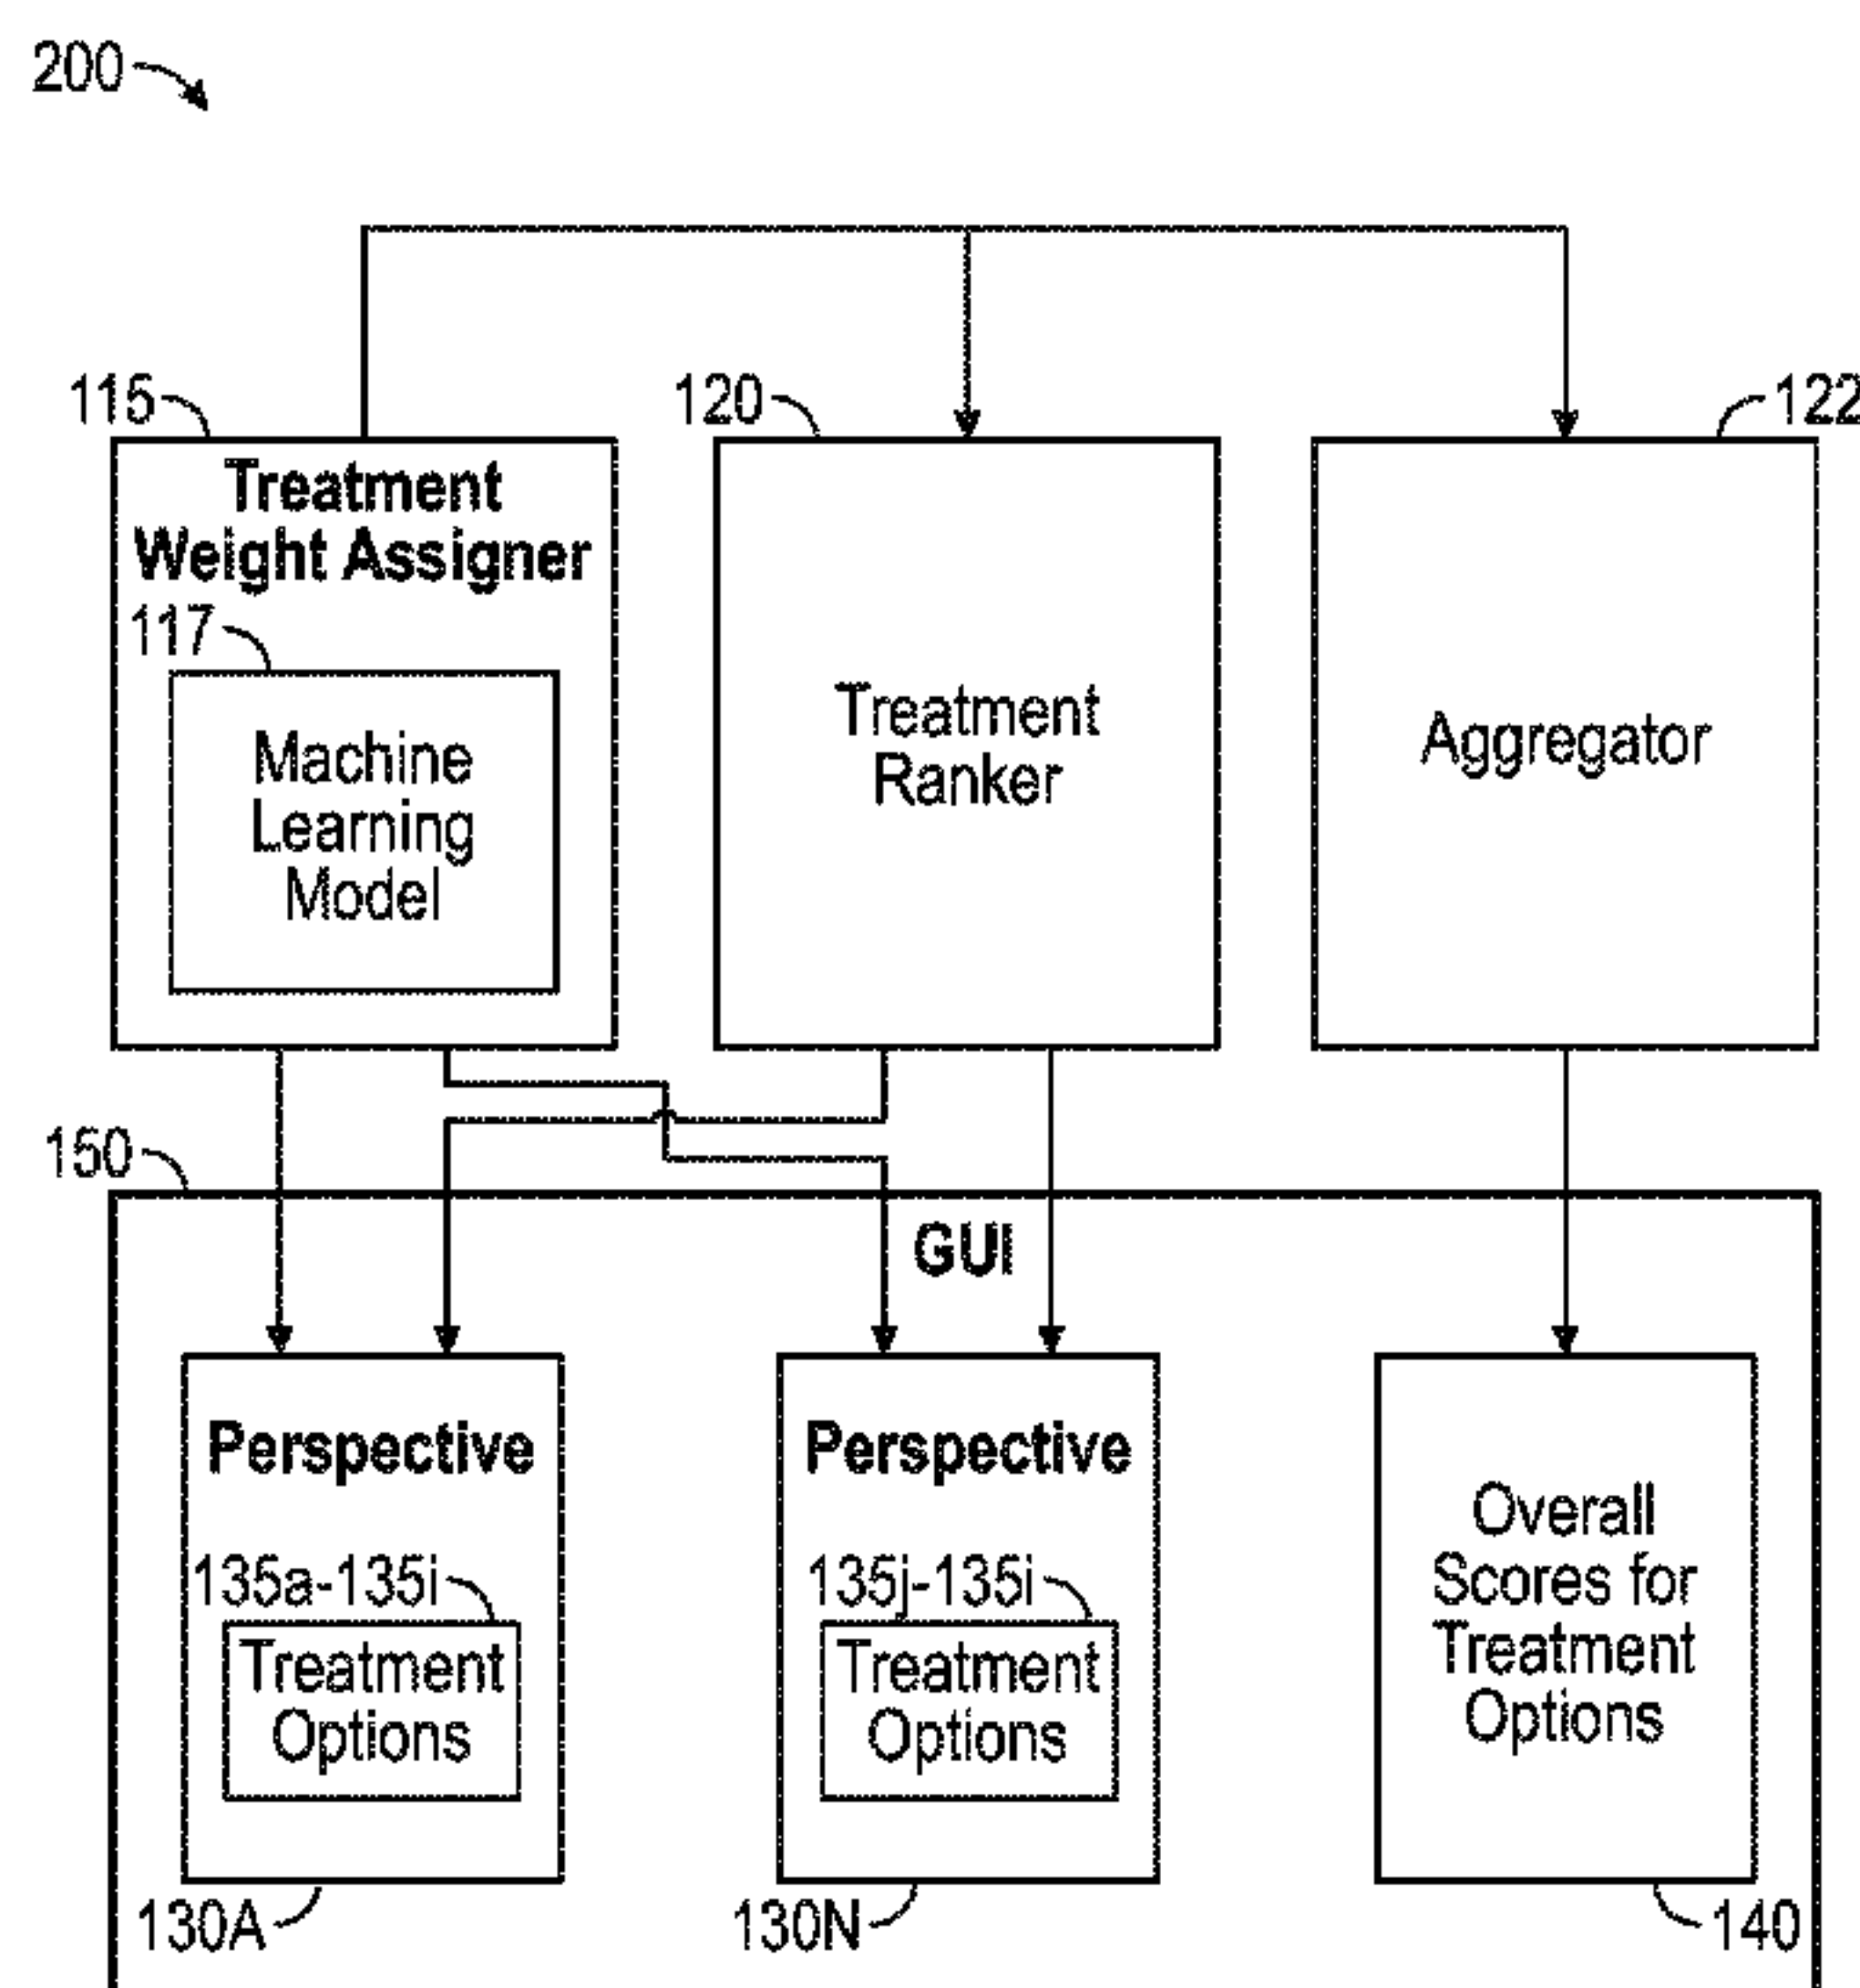 200
115
120
122
Treatment
Weight Assigner
117
Machine
Learning
Model
Treatment
Ranker
Aggregator
150
GUI
Perspective
135a-135i
Treatment
Options
130A
Perspective
135j-135i
Treatment
Options
130N
Overall
Scores for
Treatment
Options
140